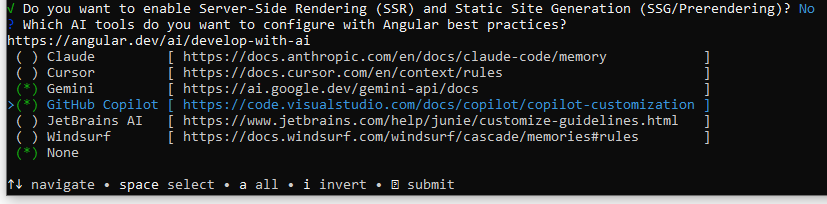 √ Do you want to enable Server-Side Rendering (SSR) and Static Site Generation (SSG/Prerendering)? No
? Which AI tools do you want to configure with Angular best practices?
https://angular.dev/ai/develop-with-ai
( ) Claude [ https://docs.anthropic.com/en/docs/claude-code/memory ]
( ) Cursor [ https://docs.cursor.com/en/context/rules ]
(*) Gemini [ https://ai.google.dev/gemini-api/docs ]
>(*) GitHub Copilot [ https://code.visualstudio.com/docs/copilot/copilot-customization ]
( ) JetBrains AI [ https://www.jetbrains.com/help/junie/customize-guidelines.html ]
( ) Windsurf [ https://docs.windsurf.com/windsurf/cascade/memories#rules ]
(*) None
↑↓ navigate • space select • a all • i invert • ⍰ submit